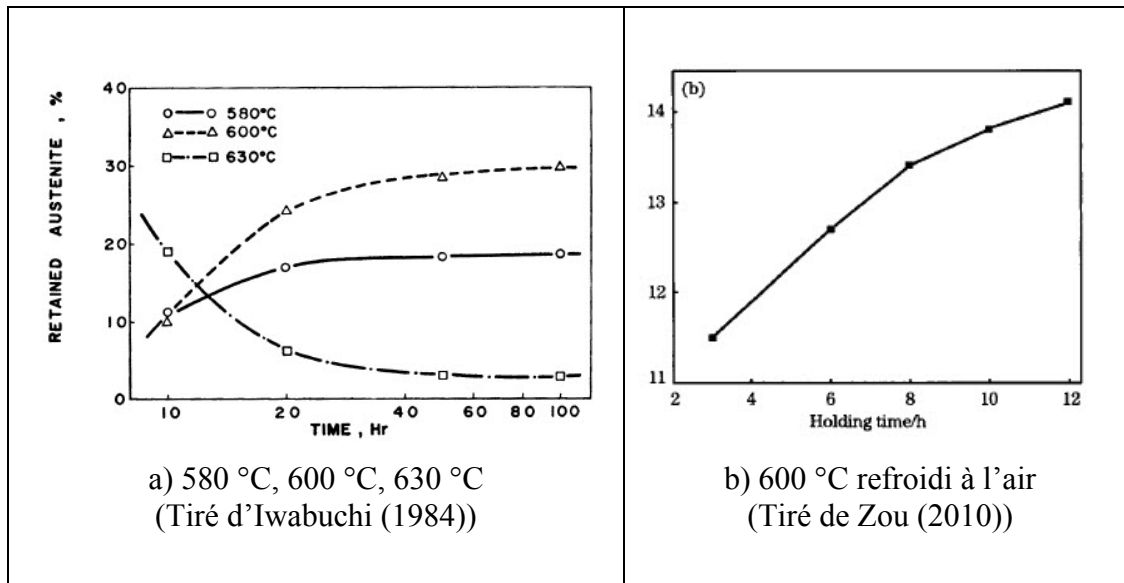 40
30
20
10
0
RETAINED AUSTENITE , %
580°C
600°C
630°C
10 20 40 60 80 100
TIME , Hr
a) 580 °C, 600 °C, 630 °C
(Tiré d’Iwabuchi (1984))
(b)
14
13
12
11
2 4 6 8 10 12
Holding time/h
b) 600 °C refroidi à l’air
(Tiré de Zou (2010))